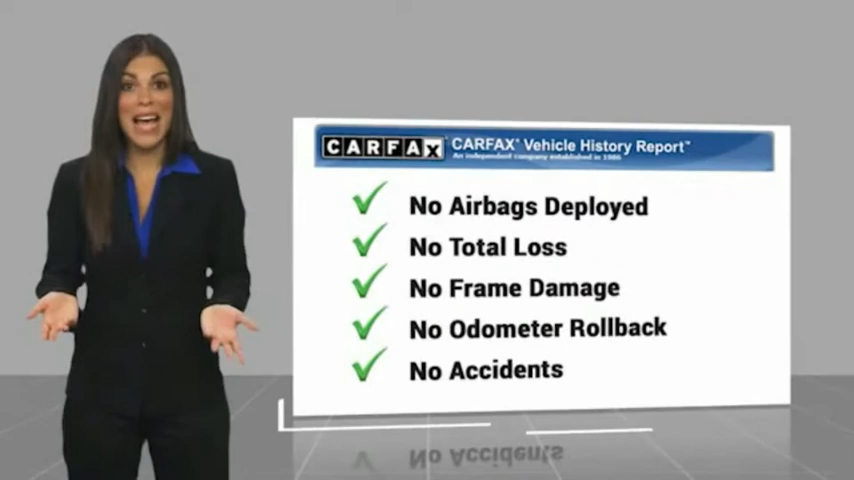 CARFAX CARFAX® Vehicle History Report™
An independent company established in 1986
No Airbags Deployed
No Total Loss
No Frame Damage
No Odometer Rollback
No Accidents
No Accidents